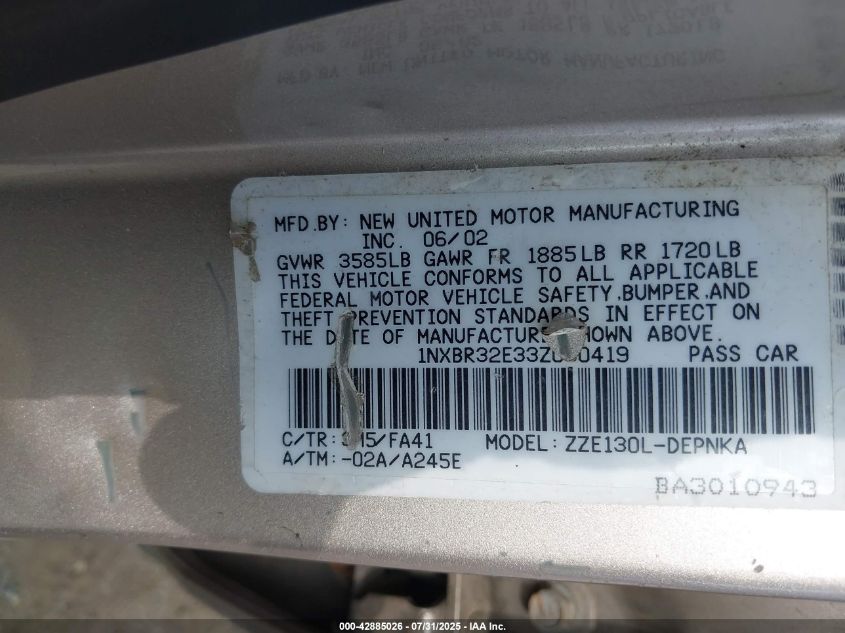 MFD.BY: NEW UNITED MOTOR MANUFACTURING
INC. 06/02
GVWR 3585LB GAWR FR 1885LB RR 1720LB
THIS VEHICLE CONFORMS TO ALL APPLICABLE
FEDERAL MOTOR VEHICLE SAFETY,BUMPER,AND
THEFT PREVENTION STANDARDS IN EFFECT ON
THE DATE OF MANUFACTURE SHOWN ABOVE.
PASS CAR
C/TR: /FA41 MODEL: ZZE130L-DEPNKA
A/TM: -02A/A245E
BA3010943
000-42885026 - 07/31/2025 - IAA Inc.